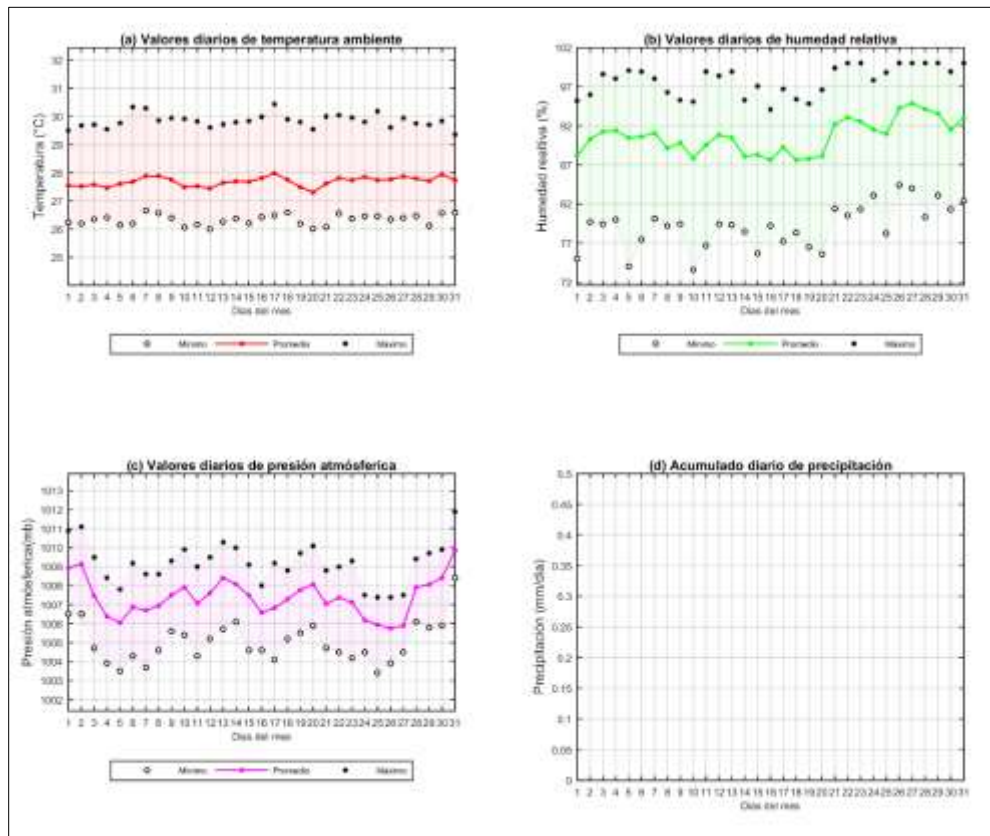 (a) Valores diarios de temperatura ambiente
32
31
30
29
28
27
26
25
Temperatura (°C)
1 2 3 4 5 6 7 8 9 10 11 12 13 14 15 16 17 18 19 20 21 22 23 24 25 26 27 28 29 30 31
Dias del mes
Minimo Promedio Máximo
(b) Valores diarios de humedad relativa
102
97
92
87
82
77
72
Humedad relativa (%)
1 2 3 4 5 6 7 8 9 10 11 12 13 14 15 16 17 18 19 20 21 22 23 24 25 26 27 28 29 30 31
Dias del mes
Minimo Promedio Máximo
(c) Valores diarios de presión atmósferica
1013
1011
1010
1009
1008
1007
1006
1005
1004
1003
1002
Presión atmósferica(mb)
1 2 3 4 5 6 7 8 9 10 11 12 13 14 15 16 17 18 19 20 21 22 23 24 25 26 27 28 29 30 31
Dias del mes
Minimo Promedio Máximo
(d) Acumulado diario de precipitación
0.5
0.45
0.4
0.35
0.3
0.25
0.2
0.15
0.1
0.05
0
Precipitación (mm/dia)
1 2 3 4 5 6 7 8 9 10 11 12 13 14 15 16 17 18 19 20 21 22 23 24 25 26 27 28 29 30 31
Dias del mes